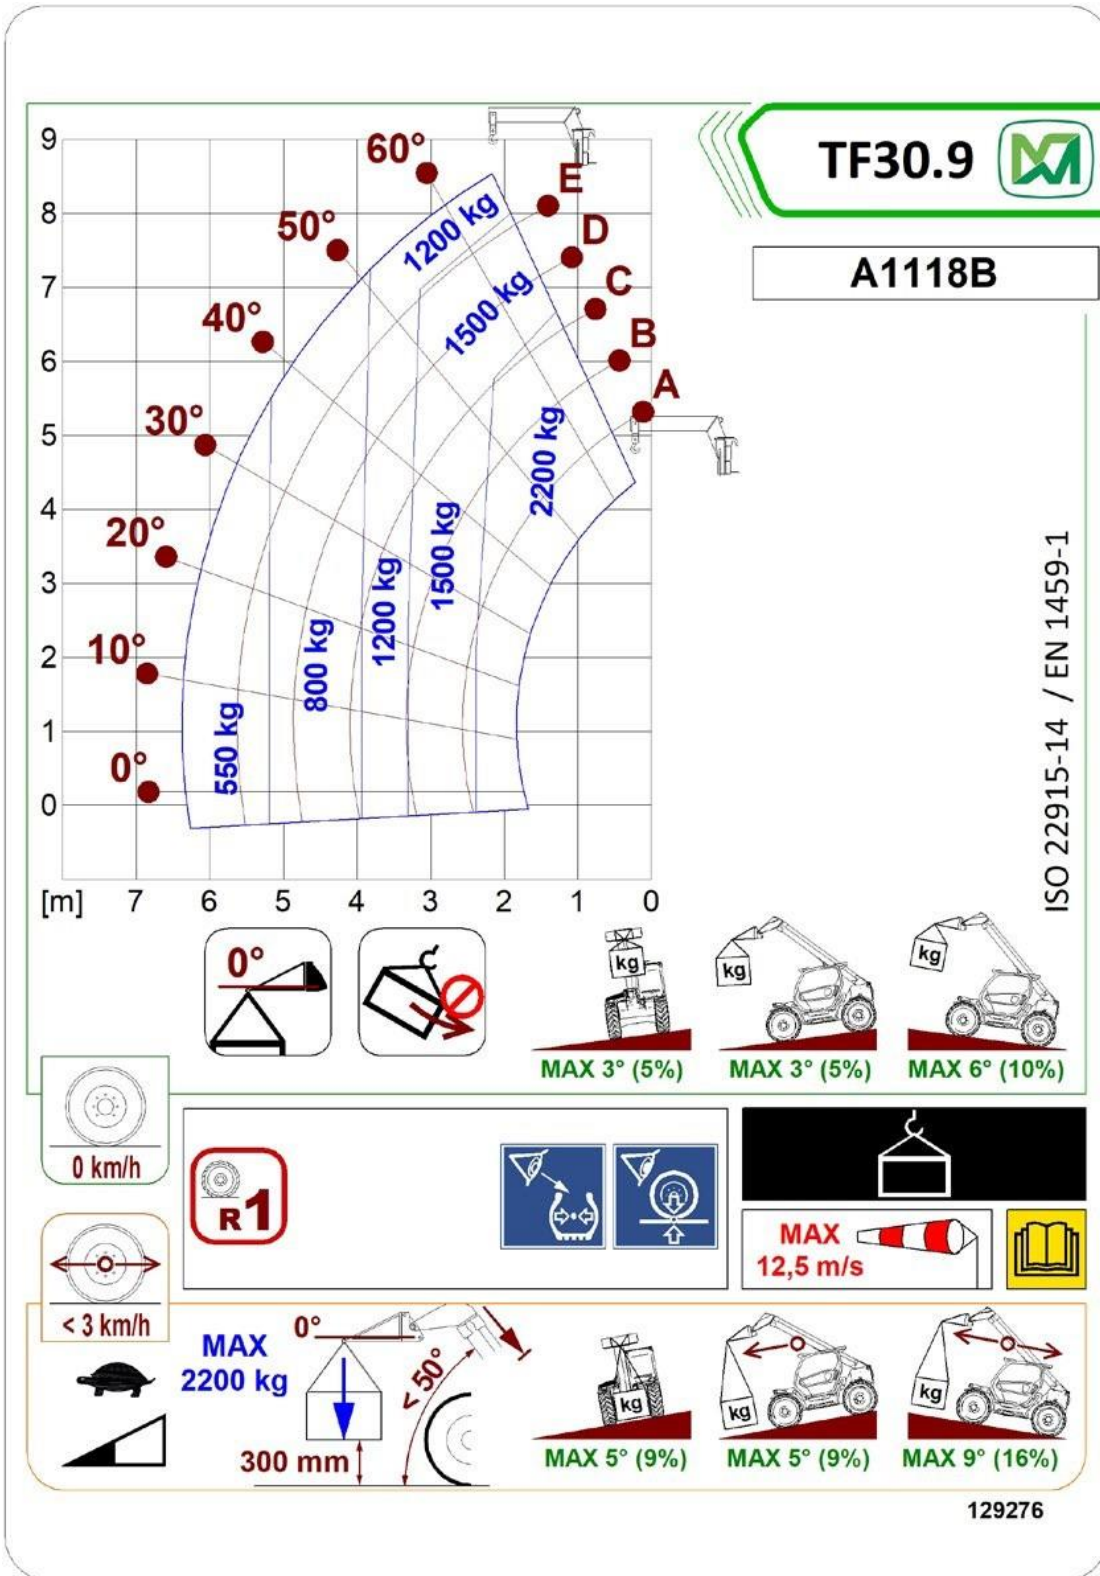 TF30.9
A1118B
9
8
7
6
5
4
3
2
1
0
[m] 7 6 5 4 3 2 1 0
60°
50°
40°
30°
20°
10°
0°
E
D
C
B
A
1200 kg
1500 kg
2200 kg
1500 kg
1200 kg
800 kg
550 kg
ISO 22915-14 / EN 1459-1
0°
kg
kg
kg
MAX 3° (5%)
MAX 3° (5%)
MAX 6° (10%)
0 km/h
R1
MAX
12,5 m/s
< 3 km/h
MAX
2200 kg
0°
< 50°
300 mm
kg
kg
kg
MAX 5° (9%)
MAX 5° (9%)
MAX 9° (16%)
129276